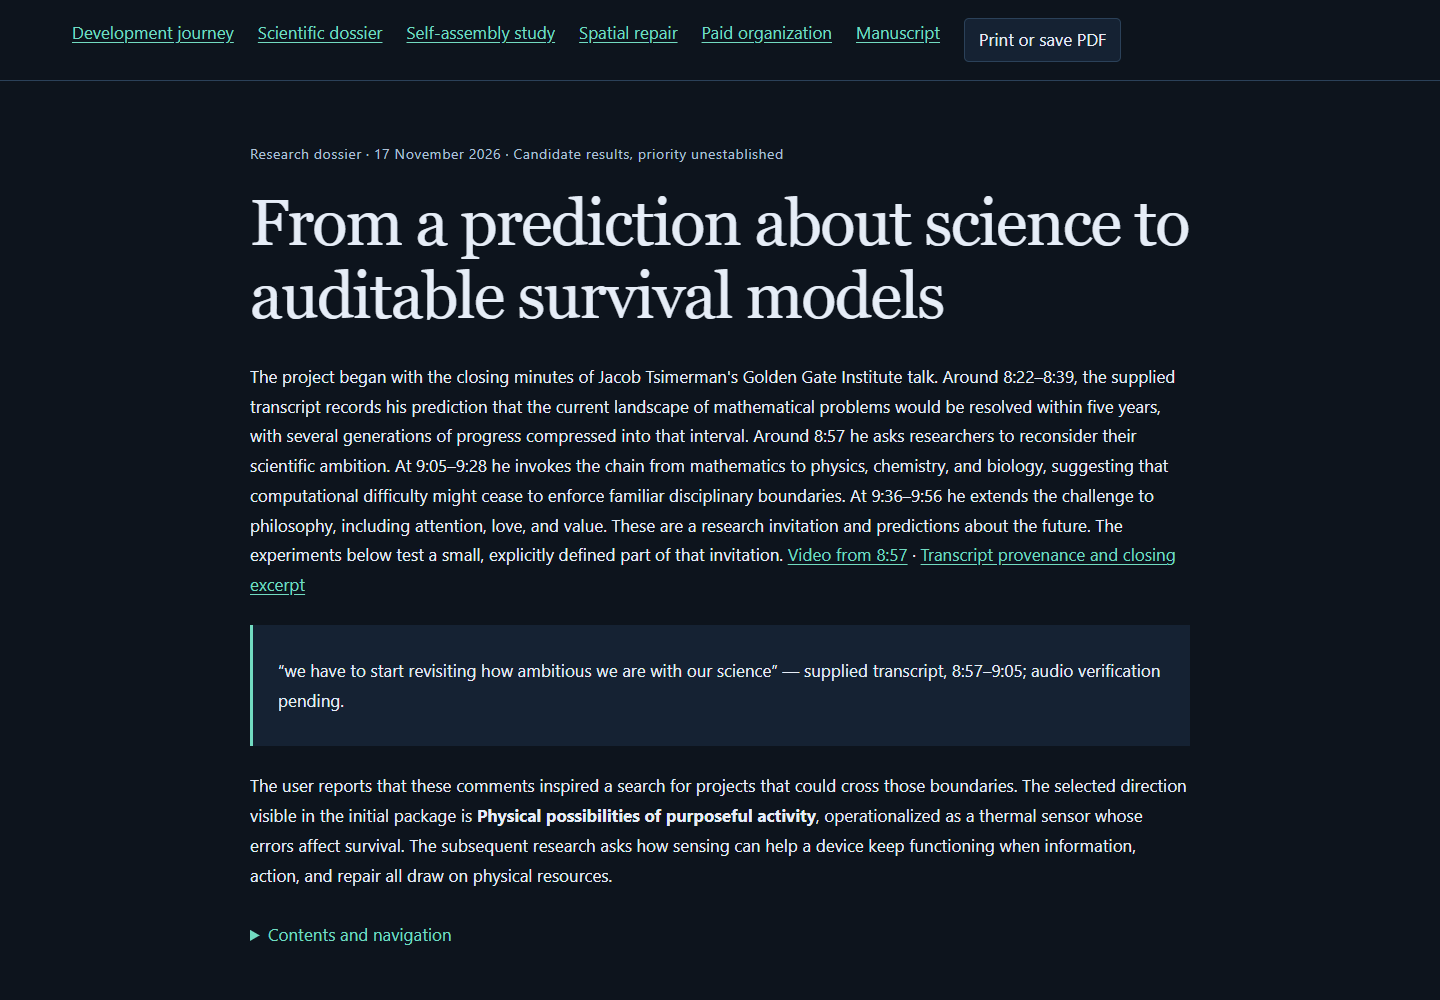 Development journey Scientific dossier Self-assembly study Spatial repair Paid organization Manuscript Print or save PDF
Research dossier · 17 November 2026 · Candidate results, priority unestablished
From a prediction about science to
auditable survival models
The project began with the closing minutes of Jacob Tsimerman's Golden Gate Institute talk. Around 8:22–8:39, the supplied
transcript records his prediction that the current landscape of mathematical problems would be resolved within five years,
with several generations of progress compressed into that interval. Around 8:57 he asks researchers to reconsider their
scientific ambition. At 9:05–9:28 he invokes the chain from mathematics to physics, chemistry, and biology, suggesting that
computational difficulty might cease to enforce familiar disciplinary boundaries. At 9:36–9:56 he extends the challenge to
philosophy, including attention, love, and value. These are a research invitation and predictions about the future. The
experiments below test a small, explicitly defined part of that invitation. Video from 8:57 · Transcript provenance and closing
excerpt
“we have to start revisiting how ambitious we are with our science” — supplied transcript, 8:57–9:05; audio verification
pending.
The user reports that these comments inspired a search for projects that could cross those boundaries. The selected direction
visible in the initial package is Physical possibilities of purposeful activity, operationalized as a thermal sensor whose
errors affect survival. The subsequent research asks how sensing can help a device keep functioning when information,
action, and repair all draw on physical resources.
▶ Contents and navigation